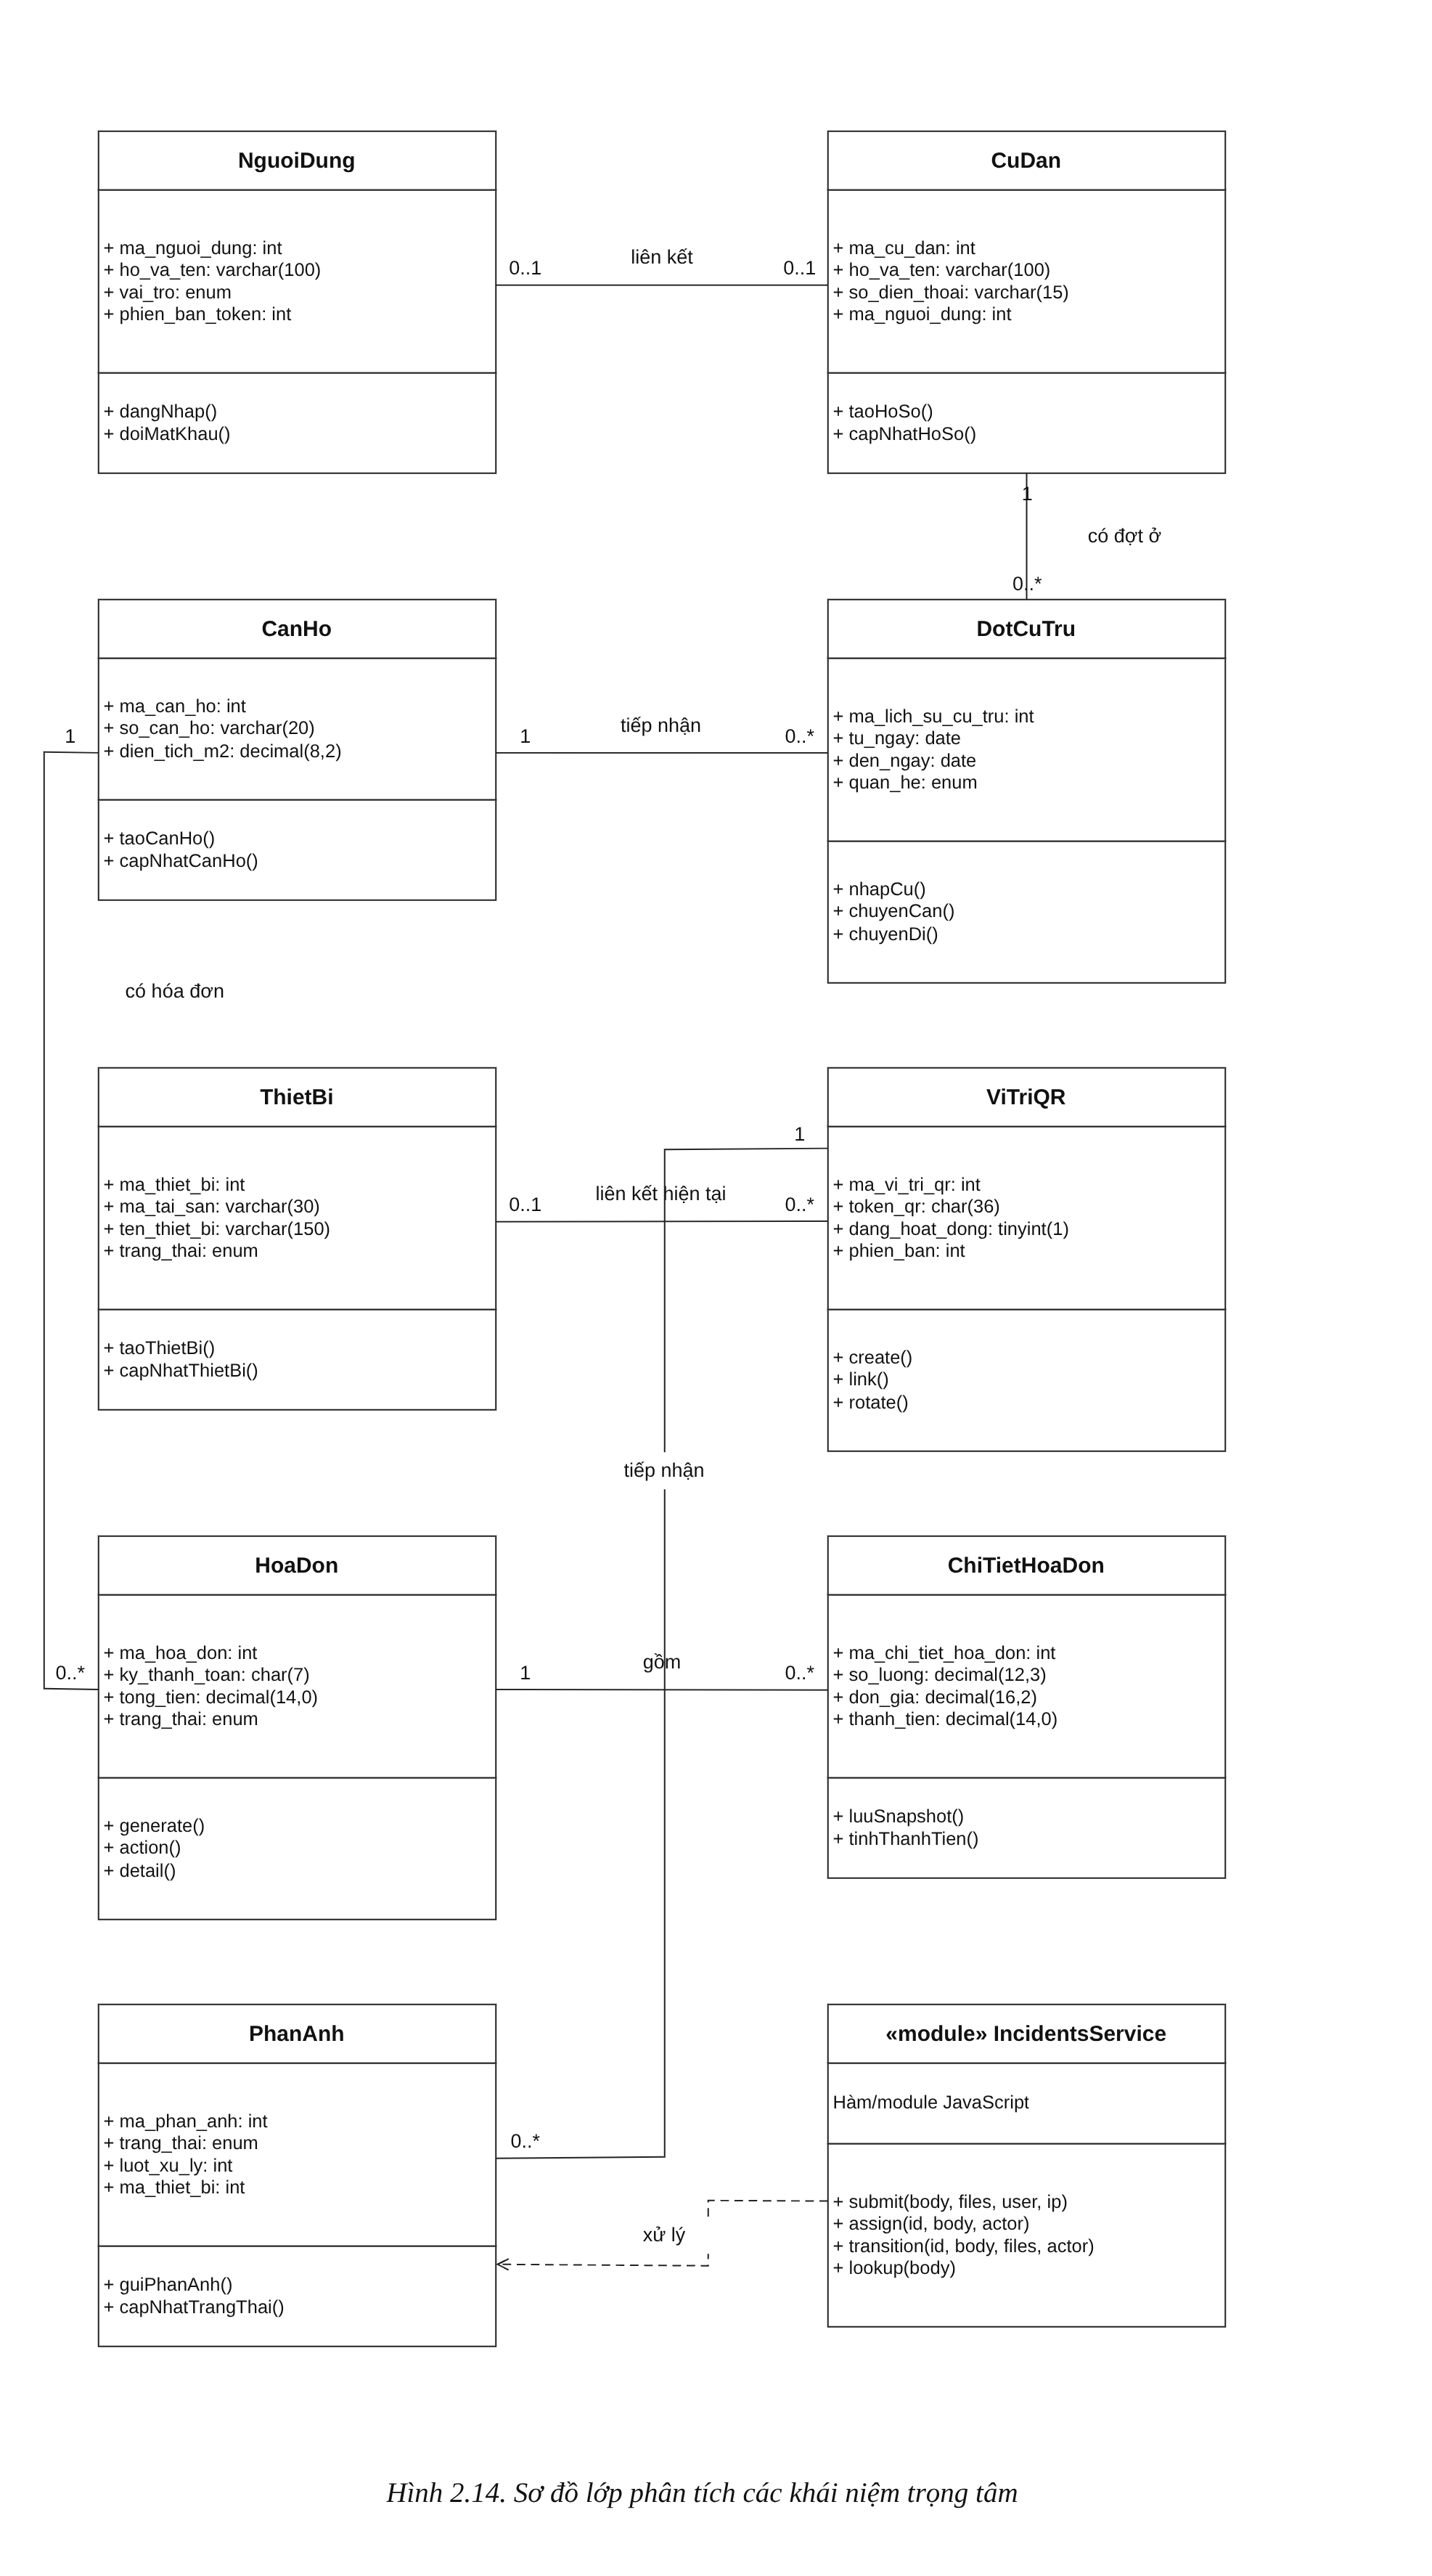 NguoiDung
+ ma_nguoi_dung: int
+ ho_va_ten: varchar(100)
+ vai_tro: enum
+ phien_ban_token: int
+ dangNhap()
+ doiMatKhau()
liên kết
0..1
0..1
CuDan
+ ma_cu_dan: int
+ ho_va_ten: varchar(100)
+ so_dien_thoai: varchar(15)
+ ma_nguoi_dung: int
+ taoHoSo()
+ capNhatHoSo()
1
có đợt ở
0..*
CanHo
+ ma_can_ho: int
+ so_can_ho: varchar(20)
+ dien_tich_m2: decimal(8,2)
+ taoCanHo()
+ capNhatCanHo()
1
tiếp nhận
1
0..*
DotCuTru
+ ma_lich_su_cu_tru: int
+ tu_ngay: date
+ den_ngay: date
+ quan_he: enum
+ nhapCu()
+ chuyenCan()
+ chuyenDi()
có hóa đơn
ThietBi
+ ma_thiet_bi: int
+ ma_tai_san: varchar(30)
+ ten_thiet_bi: varchar(150)
+ trang_thai: enum
+ taoThietBi()
+ capNhatThietBi()
1
liên kết hiện tại
0..1
0..*
ViTriQR
+ ma_vi_tri_qr: int
+ token_qr: char(36)
+ dang_hoat_dong: tinyint(1)
+ phien_ban: int
+ create()
+ link()
+ rotate()
tiếp nhận
HoaDon
+ ma_hoa_don: int
+ ky_thanh_toan: char(7)
+ tong_tien: decimal(14,0)
+ trang_thai: enum
+ generate()
+ action()
+ detail()
0..*
gồm
1
0..*
ChiTietHoaDon
+ ma_chi_tiet_hoa_don: int
+ so_luong: decimal(12,3)
+ don_gia: decimal(16,2)
+ thanh_tien: decimal(14,0)
+ luuSnapshot()
+ tinhThanhTien()
PhanAnh
+ ma_phan_anh: int
+ trang_thai: enum
+ luot_xu_ly: int
+ ma_thiet_bi: int
+ guiPhanAnh()
+ capNhatTrangThai()
0..*
xử lý
«module» IncidentsService
Hàm/module JavaScript
+ submit(body, files, user, ip)
+ assign(id, body, actor)
+ transition(id, body, files, actor)
+ lookup(body)
Hình 2.14. Sơ đồ lớp phân tích các khái niệm trọng tâm